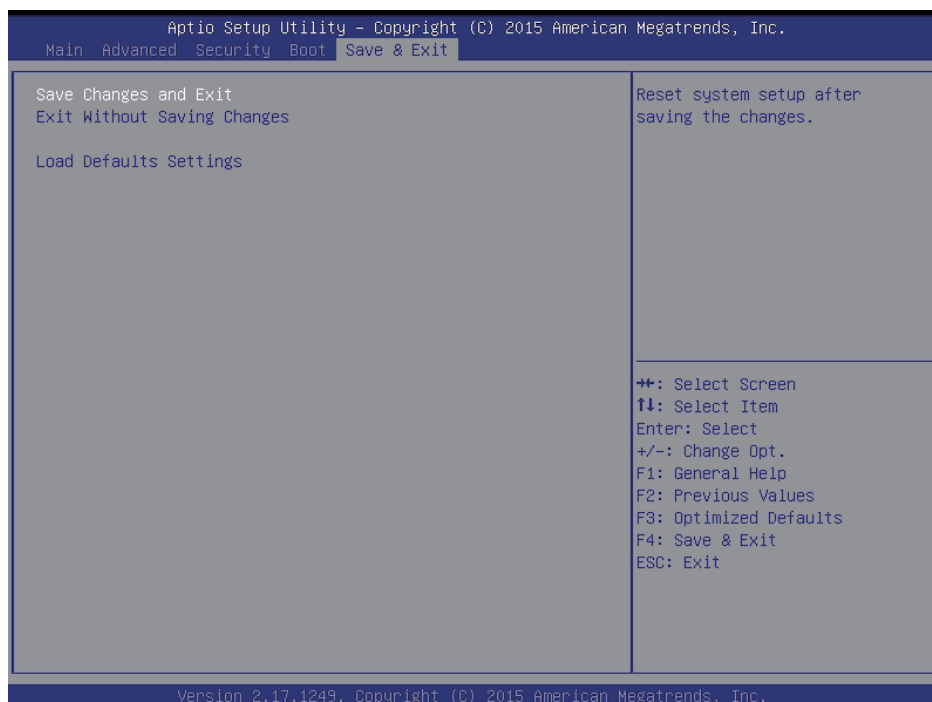 Aptio Setup Utility – Copyright (C) 2015 American Megatrends, Inc.
Main Advanced Security Boot Save & Exit
Save Changes and Exit
Exit Without Saving Changes
Load Defaults Settings
Reset system setup after
saving the changes.
→←: Select Screen
↑↓: Select Item
Enter: Select
+/-: Change Opt.
F1: General Help
F2: Previous Values
F3: Optimized Defaults
F4: Save & Exit
ESC: Exit
Version 2.17.1249. Copyright (C) 2015 American Megatrends, Inc.